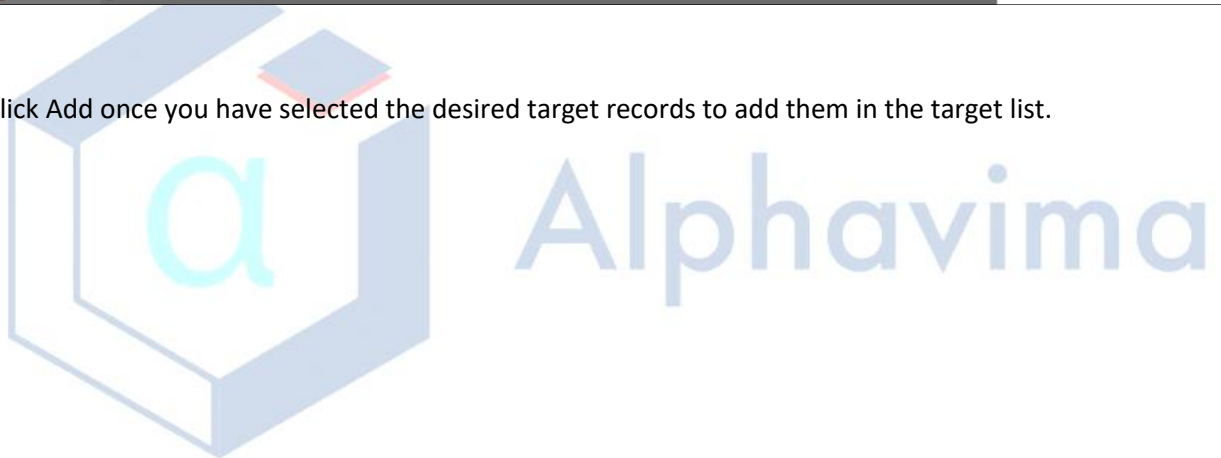 lick Add once you have selected the desired target records to add them in the target list.
α Alphavima